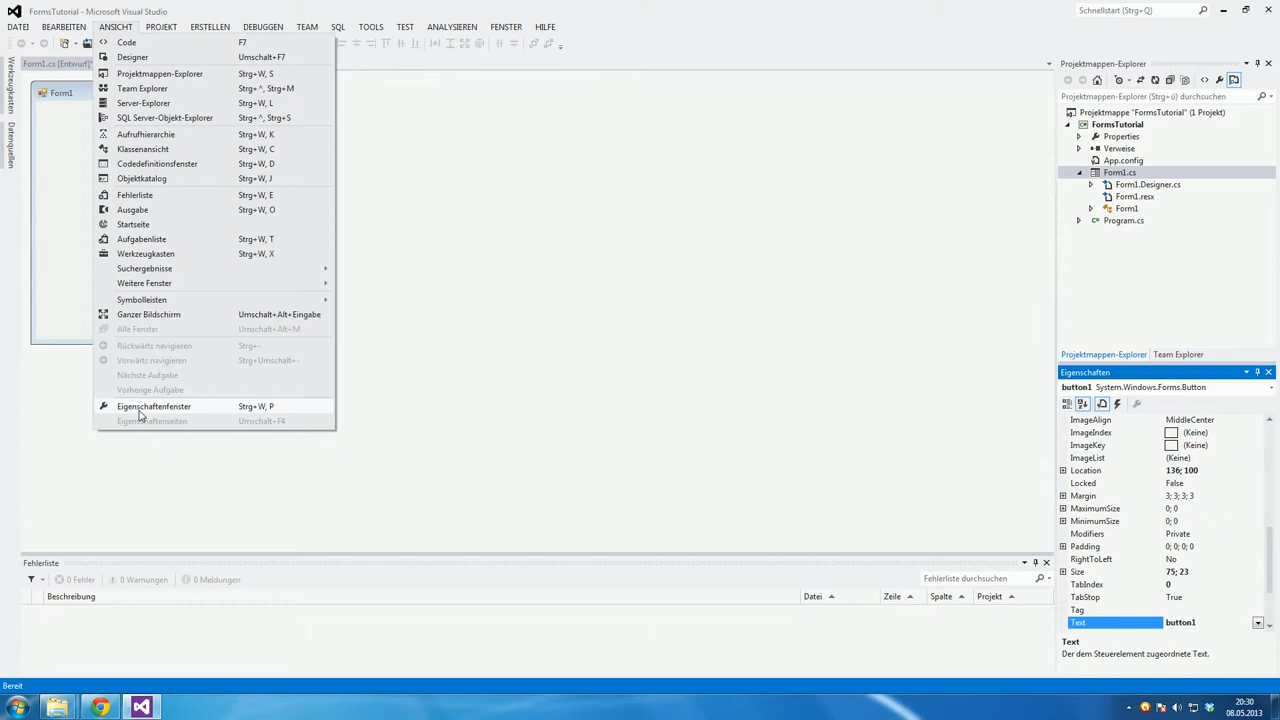 FormsTutorial - Microsoft Visual Studio
Schnellstart (Strg+Q)
DATEI BEARBEITEN ANSICHT PROJEKT ERSTELLEN DEBUGGEN TEAM SQL TOOLS TEST ANALYSIEREN FENSTER HILFE
Form1.cs [Entwurf]*
Werkzeugkasten
Datenquellen
Form1
Code F7
Designer Umschalt+F7
Projektmappen-Explorer Strg+W, S
Team Explorer Strg+^, Strg+M
Server-Explorer Strg+W, L
SQL Server-Objekt-Explorer Strg+^, Strg+S
Aufrufhierarchie Strg+W, K
Klassenansicht Strg+W, C
Codedefinitionsfenster Strg+W, D
Objektkatalog Strg+W, J
Fehlerliste Strg+W, E
Ausgabe Strg+W, O
Startseite
Aufgabenliste Strg+W, T
Werkzeugkasten Strg+W, X
Suchergebnisse
Weitere Fenster
Symbolleisten
Ganzer Bildschirm Umschalt+Alt+Eingabe
Alle Fenster Umschalt+Alt+M
Rückwärts navigieren Strg+-
Vorwärts navigieren Strg+Umschalt+-
Nächste Aufgabe
Vorherige Aufgabe
Eigenschaftenfenster Strg+W, P
Eigenschaftenseiten Umschalt+F4
Projektmappen-Explorer
Projektmappen-Explorer (Strg+ü) durchsuchen
Projektmappe "FormsTutorial" (1 Projekt)
FormsTutorial
Properties
Verweise
App.config
Form1.cs
Form1.Designer.cs
Form1.resx
Form1
Program.cs
Projektmappen-Explorer Team Explorer
Eigenschaften
button1 System.Windows.Forms.Button
ImageAlign MiddleCenter
ImageIndex (Keine)
ImageKey (Keine)
ImageList (Keine)
Location 136; 100
Locked False
Margin 3; 3; 3; 3
MaximumSize 0; 0
MinimumSize 0; 0
Modifiers Private
Padding 0; 0; 0; 0
RightToLeft No
Size 75; 23
TabIndex 0
TabStop True
Tag
Text button1
Text
Der dem Steuerelement zugeordnete Text.
Fehlerliste
0 Fehler 0 Warnungen 0 Meldungen
Fehlerliste durchsuchen
Beschreibung Datei Zeile Spalte Projekt
Bereit
20:30
08.05.2013